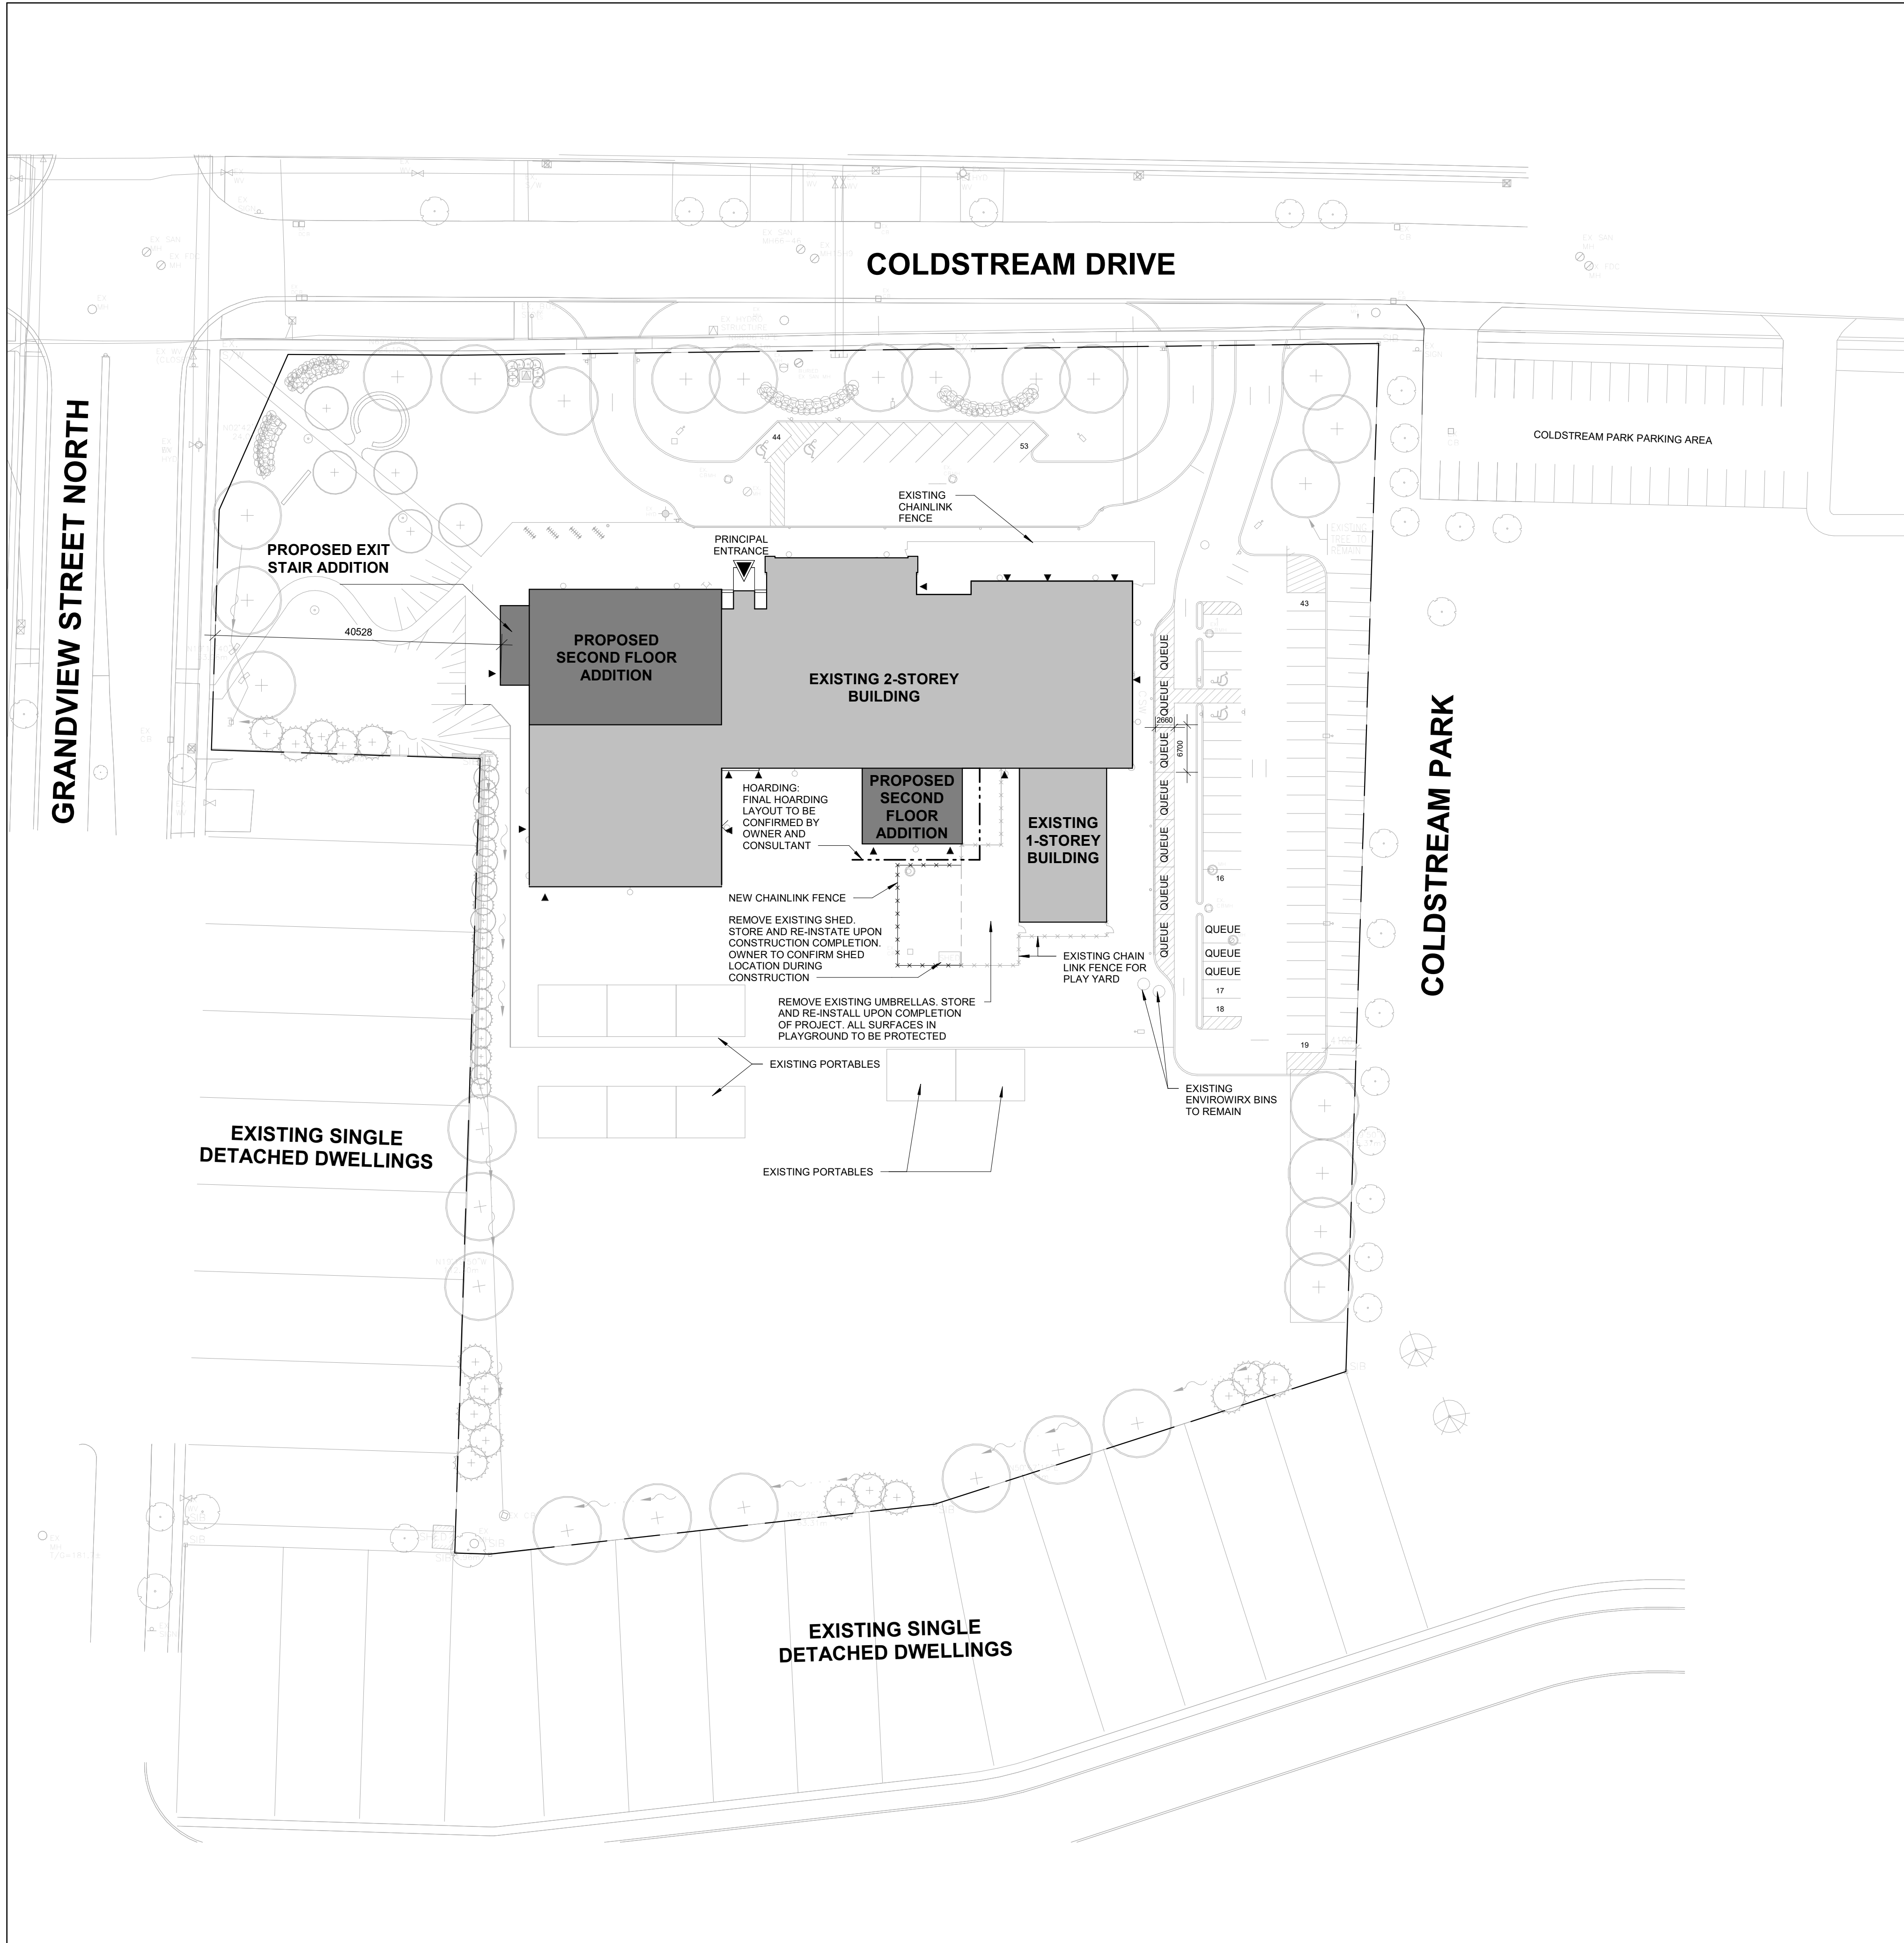 COLDSTREAM DRIVE
GRANDVIEW STREET NORTH
COLDSTREAM PARK PARKING AREA
44
53
EXISTING
CHAINLINK
FENCE
EXISTING
TREE TO
REMAIN
PRINCIPAL
ENTRANCE
PROPOSED EXIT
STAIR ADDITION
40528
PROPOSED
SECOND FLOOR
ADDITION
EXISTING 2-STOREY
BUILDING
43
QUEUE
QUEUE
QUEUE
QUEUE
QUEUE
QUEUE
QUEUE
2660
6700
COLDSTREAM PARK
HOARDING:
FINAL HOARDING
LAYOUT TO BE
CONFIRMED BY
OWNER AND
CONSULTANT
PROPOSED
SECOND
FLOOR
ADDITION
EXISTING
1-STOREY
BUILDING
16
NEW CHAINLINK FENCE
REMOVE EXISTING SHED.
STORE AND RE-INSTATE UPON
CONSTRUCTION COMPLETION.
OWNER TO CONFIRM SHED
LOCATION DURING
CONSTRUCTION
QUEUE
QUEUE
QUEUE
17
18
19
EXISTING CHAIN
LINK FENCE FOR
PLAY YARD
REMOVE EXISTING UMBRELLAS. STORE
AND RE-INSTALL UPON COMPLETION
OF PROJECT. ALL SURFACES IN
PLAYGROUND TO BE PROTECTED
EXISTING PORTABLES
EXISTING
ENVIROWIRX BINS
TO REMAIN
EXISTING SINGLE
DETACHED DWELLINGS
EXISTING PORTABLES
EXISTING SINGLE
DETACHED DWELLINGS